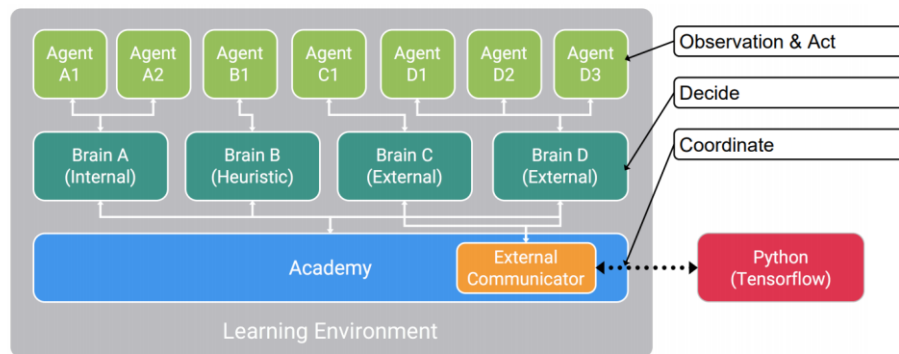 Agent
A1
Agent
A2
Agent
B1
Agent
C1
Agent
D1
Agent
D2
Agent
D3
Observation & Act
Decide
Brain A
(Internal)
Brain B
(Heuristic)
Brain C
(External)
Brain D
(External)
Coordinate
Academy
External
Communicator
Python
(Tensorflow)
Learning Environment